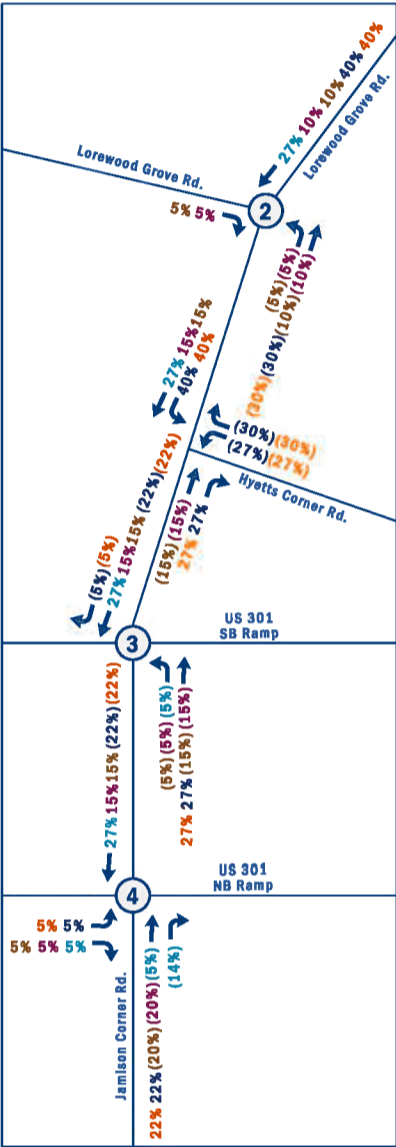 27% 10% 10% 40% 40%
Lorewood Grove Rd.
Lorewood Grove Rd.
2
5% 5%
(5%)(5%)
(30%)(30%)(10%)(10%)
27% 15% 15%
40% 40%
(30%)(30%)
(27%)(27%)
Hyetts Corner Rd.
(15%)(15%)
27% 27%
(5%)(5%)
27% 15% 15% (22%)(22%)
3
US 301
SB Ramp
27% 15% 15% (22%)(22%)
(5%)(5%)(5%)
27% 27% (15%)(15%)
US 301
NB Ramp
4
5% 5%
5% 5% 5%
22% 22% (20%)(20%)(5%)
(14%)
Jamison Corner Rd.